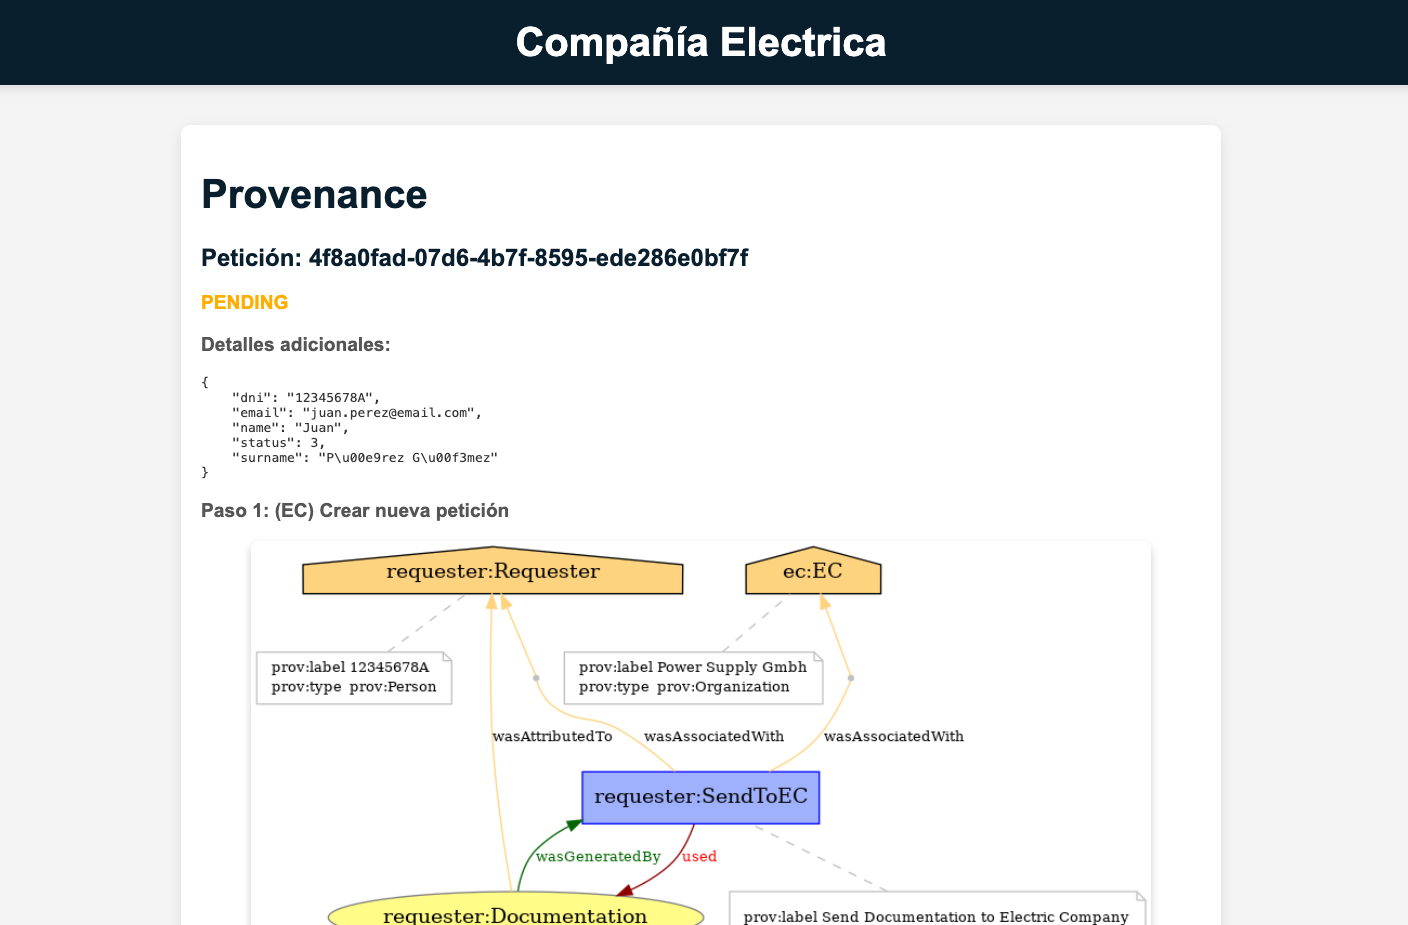 Compañía Electrica
Provenance
Petición: 4f8a0fad-07d6-4b7f-8595-ede286e0bf7f
PENDING
Detalles adicionales:
{
    "dni": "12345678A",
    "email": "juan.perez@email.com",
    "name": "Juan",
    "status": 3,
    "surname": "P\u00e9rez G\u00f3mez"
}
Paso 1: (EC) Crear nueva petición
requester:Requester
ec:EC
prov:label 12345678A
prov:type prov:Person
prov:label Power Supply Gmbh
prov:type prov:Organization
wasAttributedTo
wasAssociatedWith
wasAssociatedWith
requester:SendToEC
wasGeneratedBy
used
requester:Documentation
prov:label Send Documentation to Electric Company